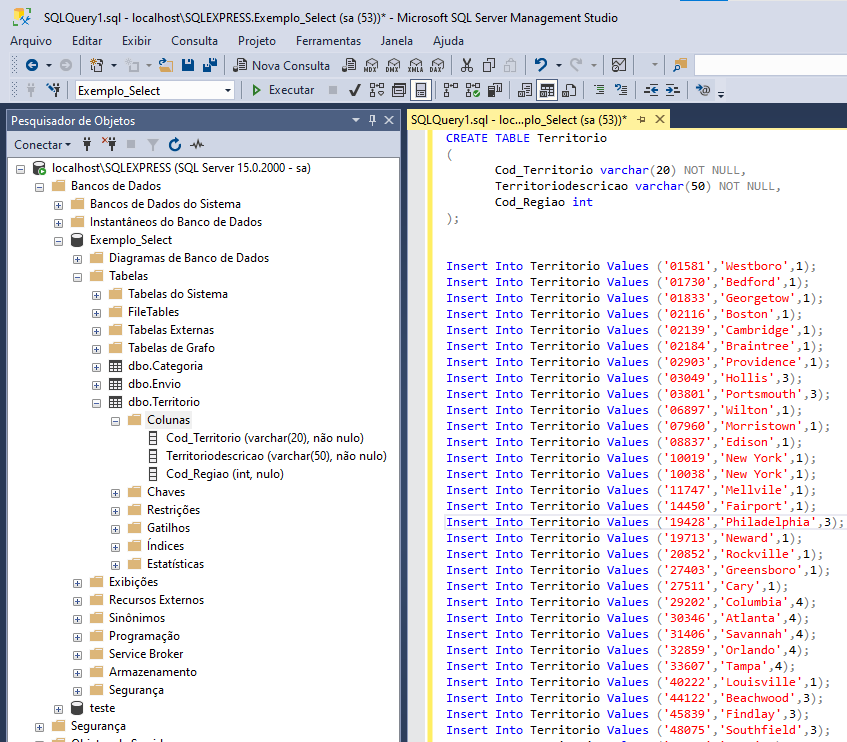 SQLQuery1.sql - localhost\SQLEXPRESS.Exemplo_Select (sa (53))* - Microsoft SQL Server Management Studio
Arquivo Editar Exibir Consulta Projeto Ferramentas Janela Ajuda
Nova Consulta MDX DMX XMLA DAX
Exemplo_Select Executar
Pesquisador de Objetos
Conectar
localhost\SQLEXPRESS (SQL Server 15.0.2000 - sa)
Bancos de Dados
Bancos de Dados do Sistema
Instantâneos do Banco de Dados
Exemplo_Select
Diagramas de Banco de Dados
Tabelas
Tabelas do Sistema
FileTables
Tabelas Externas
Tabelas de Grafo
dbo.Categoria
dbo.Envio
dbo.Territorio
Colunas
Cod_Territorio (varchar(20), não nulo)
Territoriodescricao (varchar(50), não nulo)
Cod_Regiao (int, nulo)
Chaves
Restrições
Gatilhos
Índices
Estatísticas
Exibições
Recursos Externos
Sinônimos
Programação
Service Broker
Armazenamento
Segurança
teste
Segurança
SQLQuery1.sql - loc...plo_Select (sa (53))*
CREATE TABLE Territorio
(
Cod_Territorio varchar(20) NOT NULL,
Territoriodescricao varchar(50) NOT NULL,
Cod_Regiao int
);
Insert Into Territorio Values ('01581','Westboro',1);
Insert Into Territorio Values ('01730','Bedford',1);
Insert Into Territorio Values ('01833','Georgetow',1);
Insert Into Territorio Values ('02116','Boston',1);
Insert Into Territorio Values ('02139','Cambridge',1);
Insert Into Territorio Values ('02184','Braintree',1);
Insert Into Territorio Values ('02903','Providence',1);
Insert Into Territorio Values ('03049','Hollis',3);
Insert Into Territorio Values ('03801','Portsmouth',3);
Insert Into Territorio Values ('06897','Wilton',1);
Insert Into Territorio Values ('07960','Morristown',1);
Insert Into Territorio Values ('08837','Edison',1);
Insert Into Territorio Values ('10019','New York',1);
Insert Into Territorio Values ('10038','New York',1);
Insert Into Territorio Values ('11747','Mellvile',1);
Insert Into Territorio Values ('14450','Fairport',1);
Insert Into Territorio Values ('19428','Philadelphia',3);
Insert Into Territorio Values ('19713','Neward',1);
Insert Into Territorio Values ('20852','Rockville',1);
Insert Into Territorio Values ('27403','Greensboro',1);
Insert Into Territorio Values ('27511','Cary',1);
Insert Into Territorio Values ('29202','Columbia',4);
Insert Into Territorio Values ('30346','Atlanta',4);
Insert Into Territorio Values ('31406','Savannah',4);
Insert Into Territorio Values ('32859','Orlando',4);
Insert Into Territorio Values ('33607','Tampa',4);
Insert Into Territorio Values ('40222','Louisville',1);
Insert Into Territorio Values ('44122','Beachwood',3);
Insert Into Territorio Values ('45839','Findlay',3);
Insert Into Territorio Values ('48075','Southfield',3);